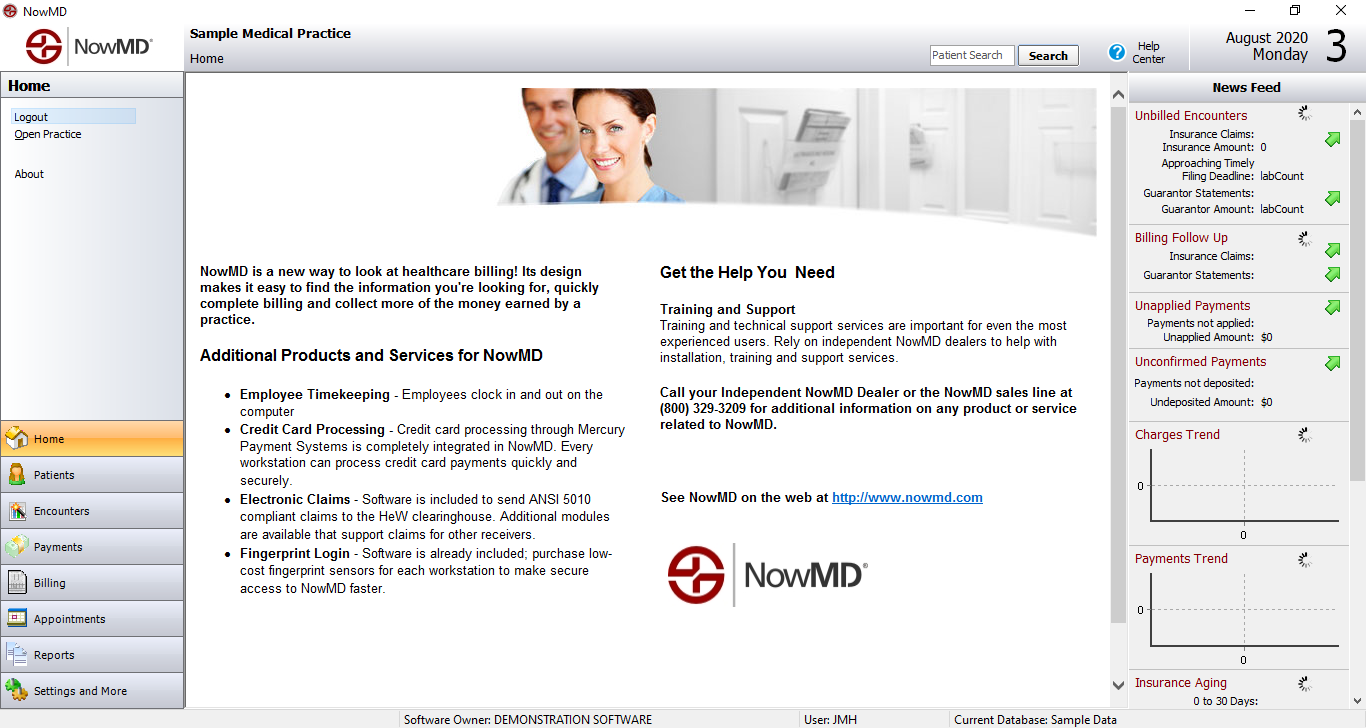 NowMD
NowMD®
Sample Medical Practice
Home
Patient Search
Search
?
Help
Center
August 2020
Monday
3
Home
Logout
Open Practice
About
Home
Patients
Encounters
Payments
Billing
Appointments
Reports
Settings and More
NowMD is a new way to look at healthcare billing! Its design
makes it easy to find the information you're looking for, quickly
complete billing and collect more of the money earned by a
practice.
Additional Products and Services for NowMD
• Employee Timekeeping - Employees clock in and out on the
computer
• Credit Card Processing - Credit card processing through Mercury
Payment Systems is completely integrated in NowMD. Every
workstation can process credit card payments quickly and
securely.
• Electronic Claims - Software is included to send ANSI 5010
compliant claims to the HeW clearinghouse. Additional modules
are available that support claims for other receivers.
• Fingerprint Login - Software is already included; purchase low-
cost fingerprint sensors for each workstation to make secure
access to NowMD faster.
Get the Help You Need
Training and Support
Training and technical support services are important for even the most
experienced users. Rely on independent NowMD dealers to help with
installation, training and support services.
Call your Independent NowMD Dealer or the NowMD sales line at
(800) 329-3209 for additional information on any product or service
related to NowMD.
See NowMD on the web at http://www.nowmd.com
NowMD®
News Feed
Unbilled Encounters
Insurance Claims:
Insurance Amount: 0
Approaching Timely
Filing Deadline: labCount
Guarantor Statements:
Guarantor Amount: labCount
Billing Follow Up
Insurance Claims:
Guarantor Statements:
Unapplied Payments
Payments not applied:
Unapplied Amount: $0
Unconfirmed Payments
Payments not deposited:
Undeposited Amount: $0
Charges Trend
0
0
Payments Trend
0
0
Insurance Aging
0 to 30 Days:
Software Owner: DEMONSTRATION SOFTWARE
User: JMH
Current Database: Sample Data